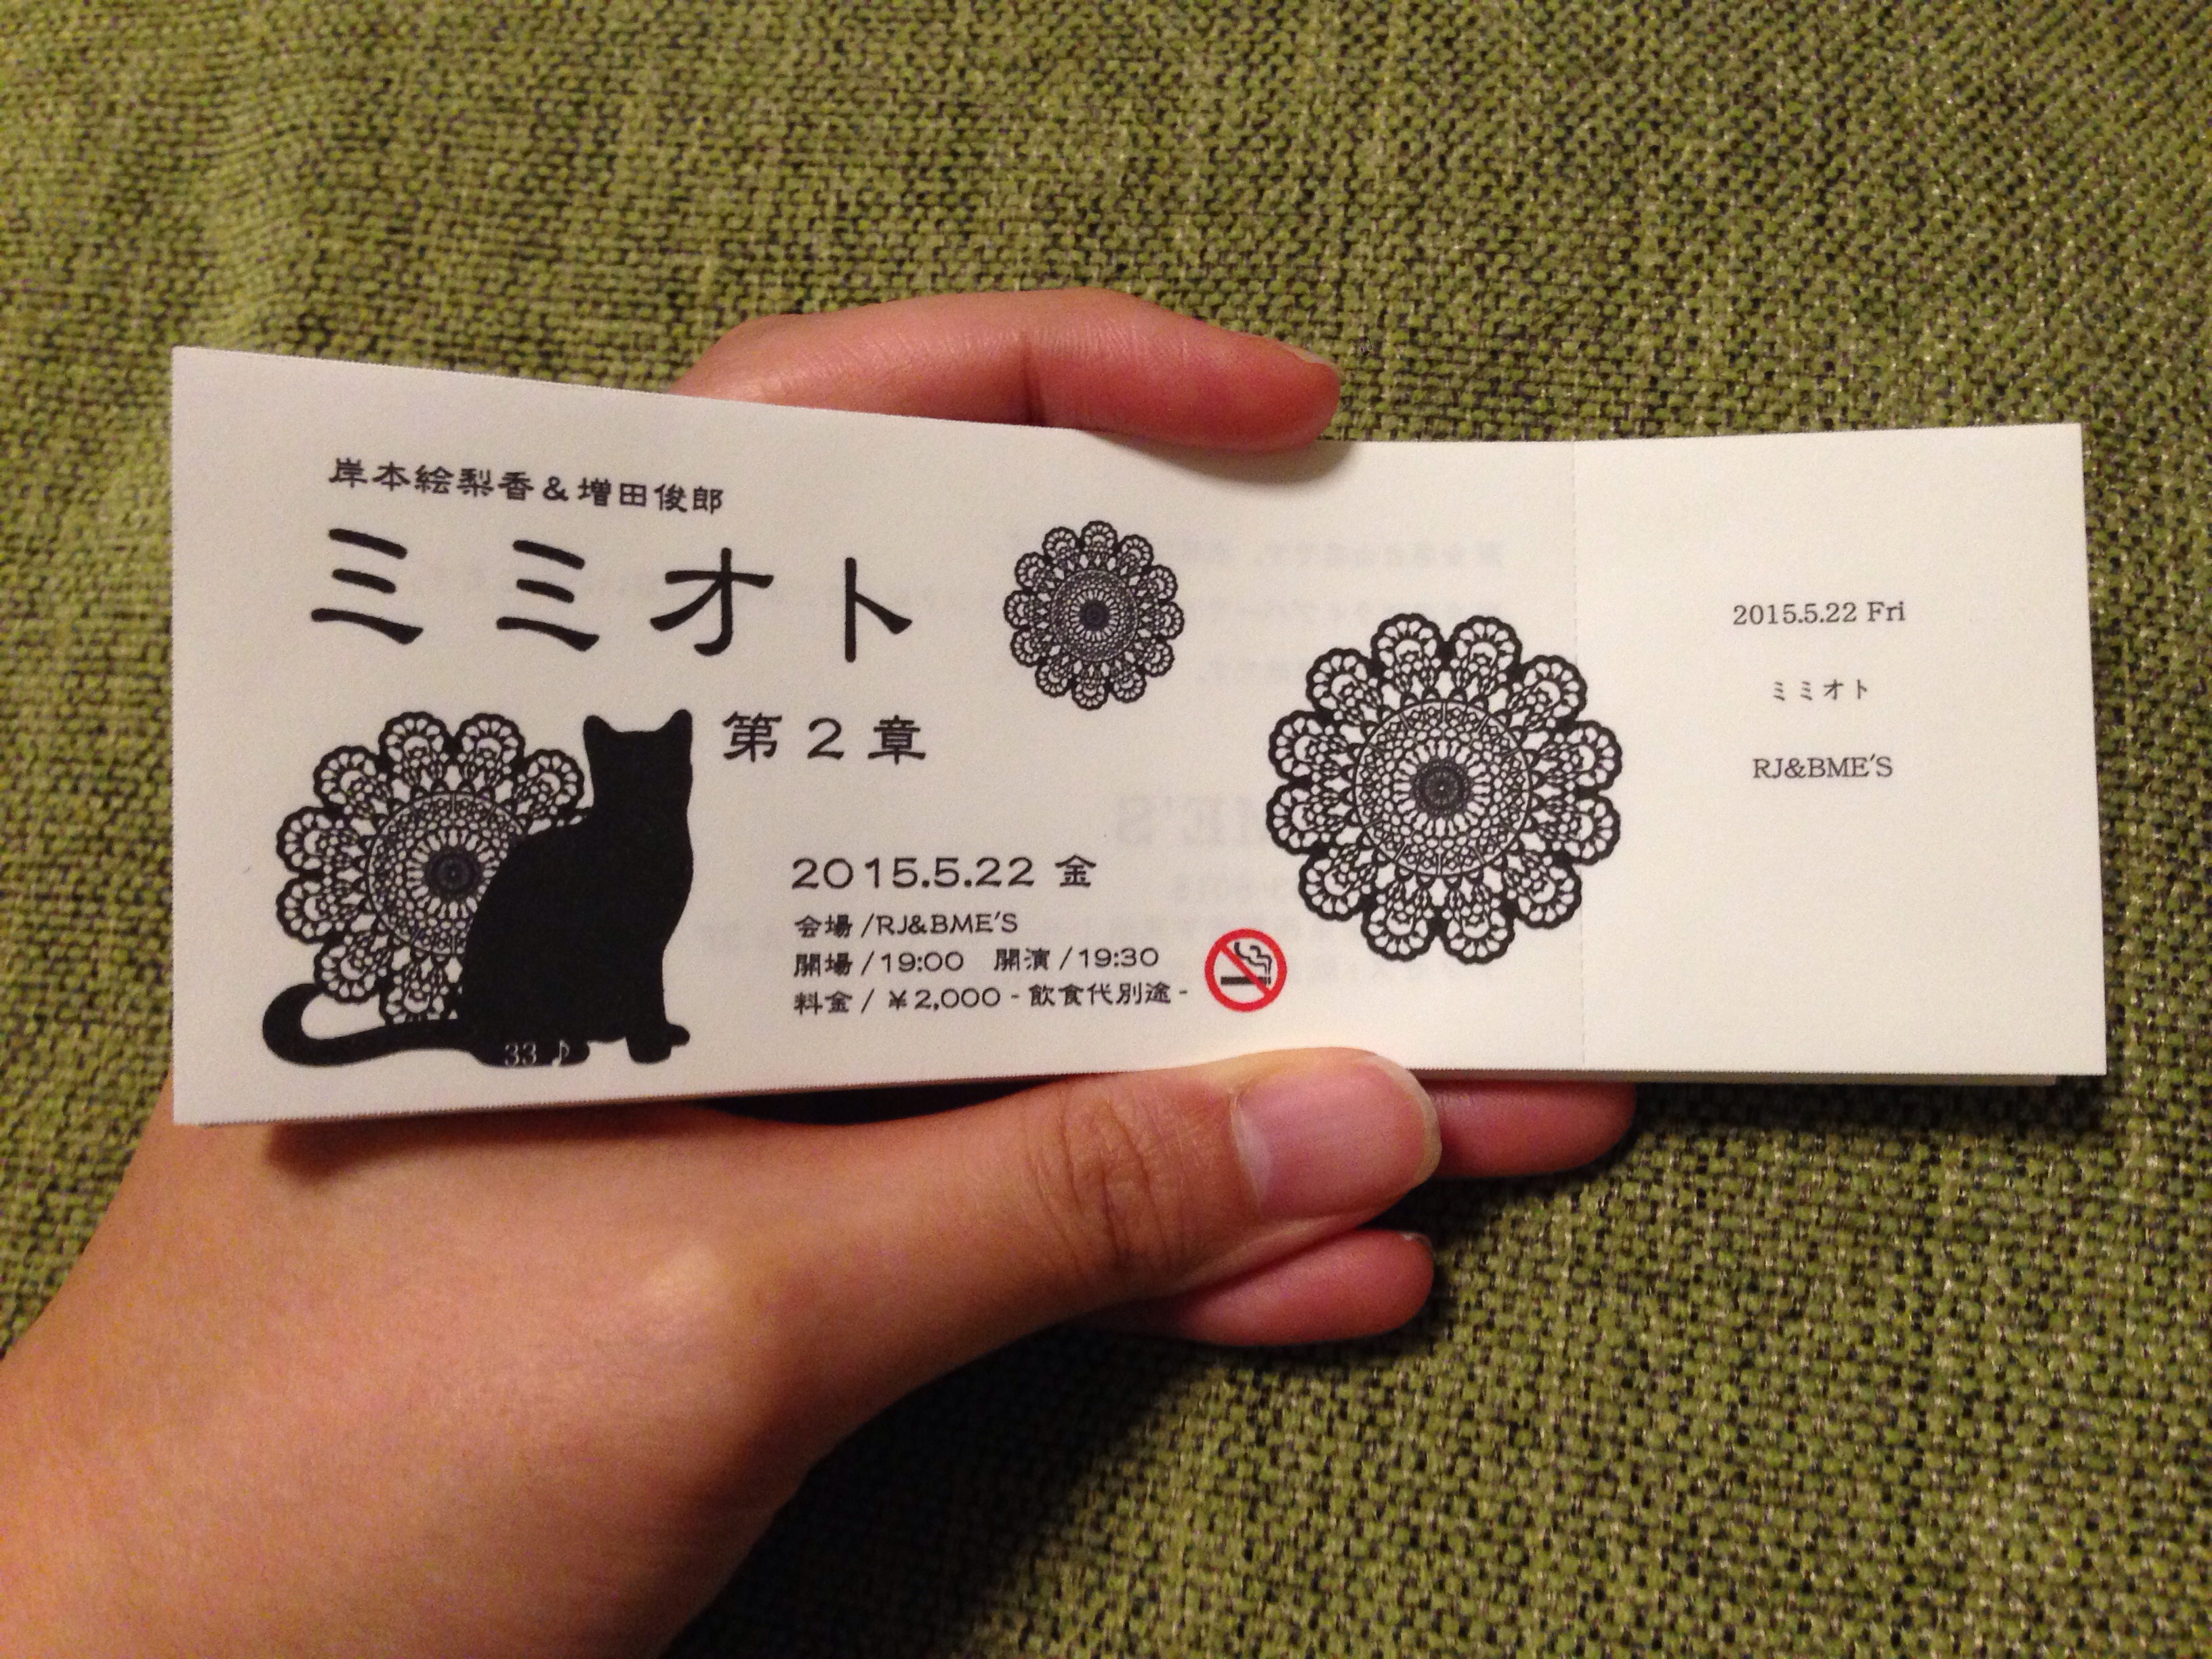 岸本絵梨香&増田俊郎
ミミオト
第2章
2015.5.22 金
会場/RJ&BME'S
開場/19:00 開演/19:30
料金/¥2,000-飲食代別途-
33♪
2015.5.22 Fri
ミミオト
RJ&BME'S